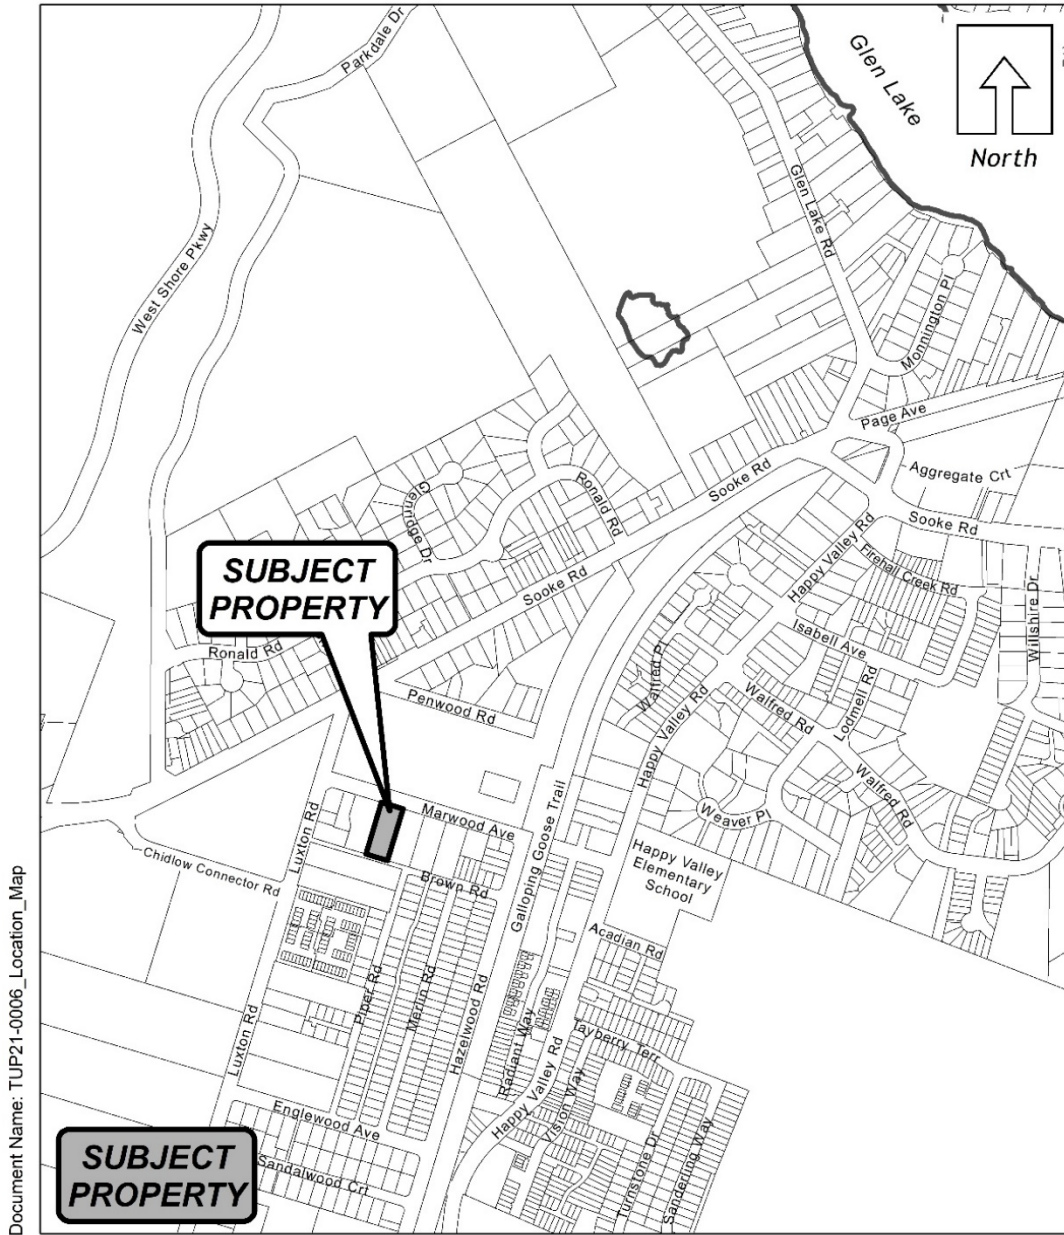 Parkdale Dr
Glen Lake
North
West Shore Pkwy
Glen Lake Rd
Monnington Pl
Page Ave
Sooke Rd
Aggregate Crt
Sooke Rd
Glenridge Dr
Ronald Rd
Happy Valley Rd
Firehall Creek Rd
SUBJECT
PROPERTY
Sooke Rd
Isabell Ave
Willshire Dr
Ronald Rd
Walfred Pl
Lodmell Rd
Penwood Rd
Happy Valley Rd
Walfred Rd
Walfred Rd
Luxton Rd
Marwood Ave
Galloping Goose Trail
Weaver Pl
Chidlow Connector Rd
Brown Rd
Happy Valley
Elementary
School
Acadian Rd
Piper Rd
Merlin Rd
Hazelwood Rd
Luxton Rd
Radiant Way
Happy Valley Rd
Tayberry Terr
Vision Way
Englewood Ave
Turnstone Dr
Sanderling Way
SUBJECT
PROPERTY
Sandalwood Crt
Document Name: TUP21-0006_Location_Map